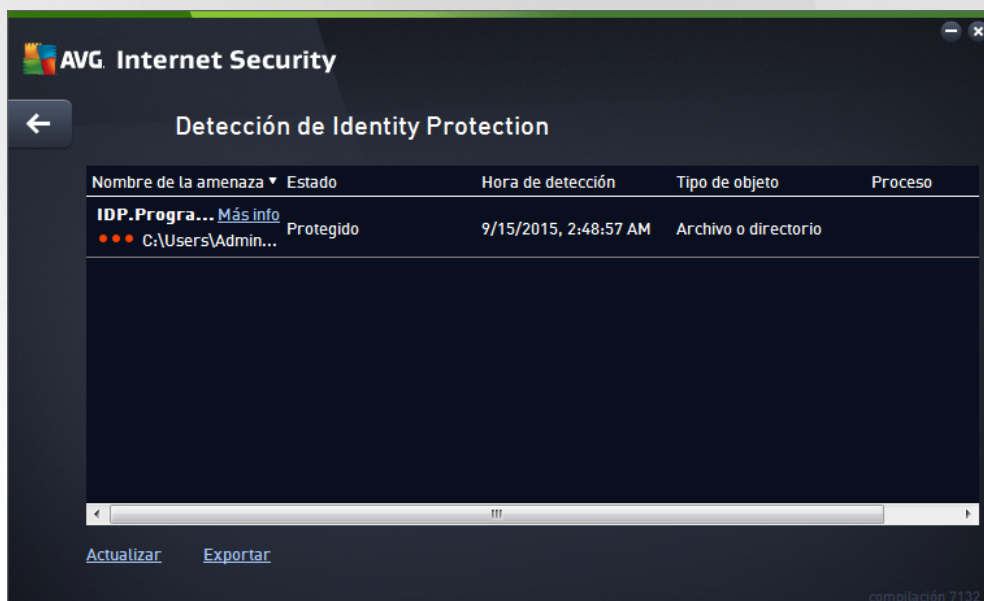 AVG. Internet Security
Detección de Identity Protection
Nombre de la amenaza Estado Hora de detección Tipo de objeto Proceso
IDP.Progra... Más info
Protegido 9/15/2015, 2:48:57 AM Archivo o directorio
C:\Users\Admin...
Actualizar Exportar
compilación 7132